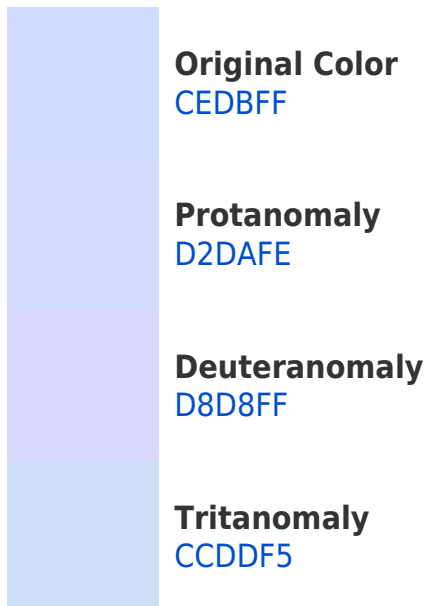 Original Color
CEDBFF
Protanomaly
D2DAFE
Deuteranomaly
D8D8FF
Tritanomaly
CCDDF5